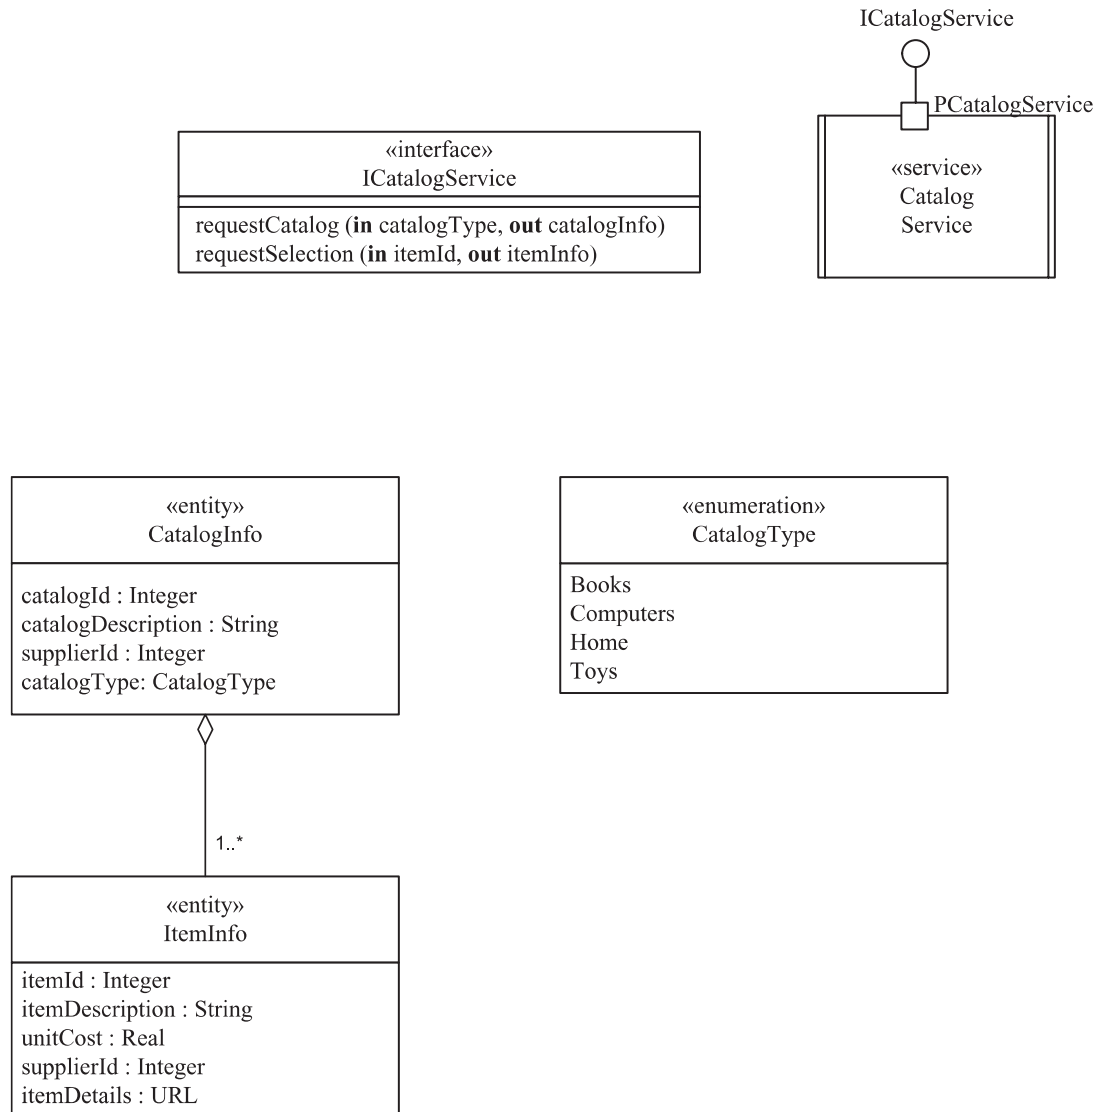 ICatalogService
PCatalogService
«interface»
ICatalogService
requestCatalog (in catalogType, out catalogInfo)
requestSelection (in itemId, out itemInfo)
«service»
Catalog
Service
«entity»
CatalogInfo
catalogId : Integer
catalogDescription : String
supplierId : Integer
catalogType: CatalogType
«enumeration»
CatalogType
Books
Computers
Home
Toys
1..*
«entity»
ItemInfo
itemId : Integer
itemDescription : String
unitCost : Real
supplierId : Integer
itemDetails : URL